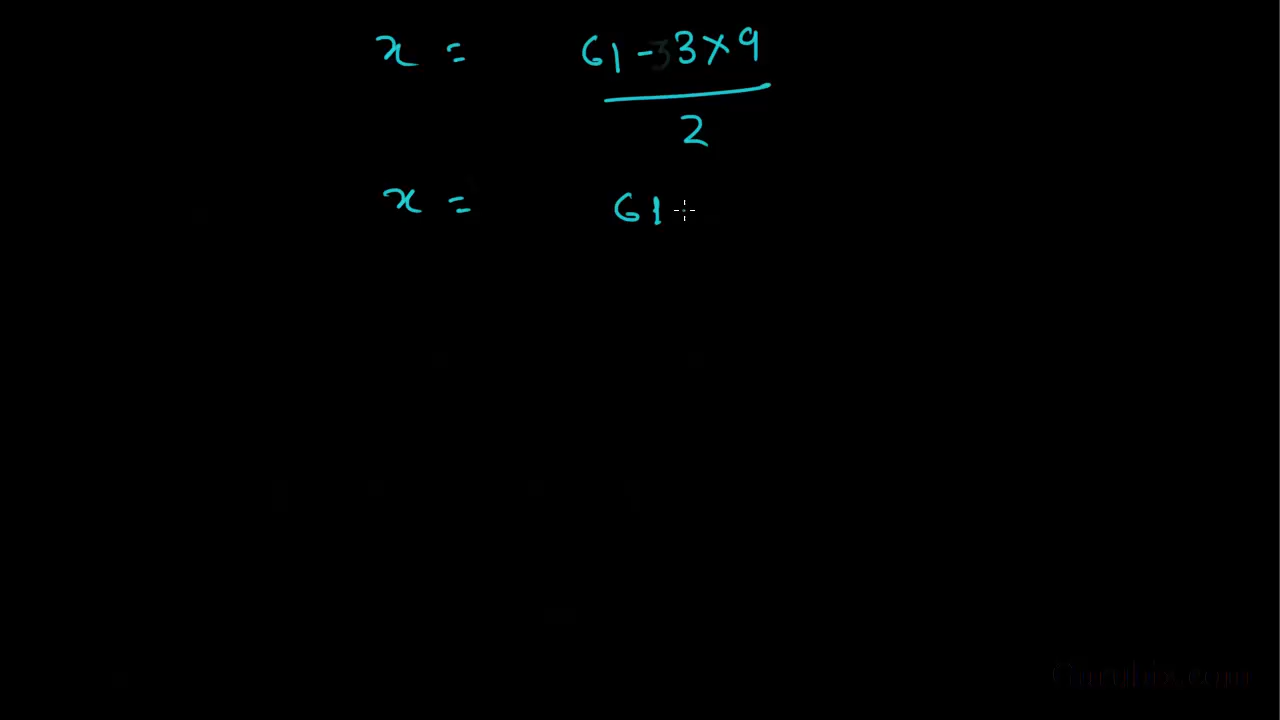 x = 61 - 3×9
2
x = 61